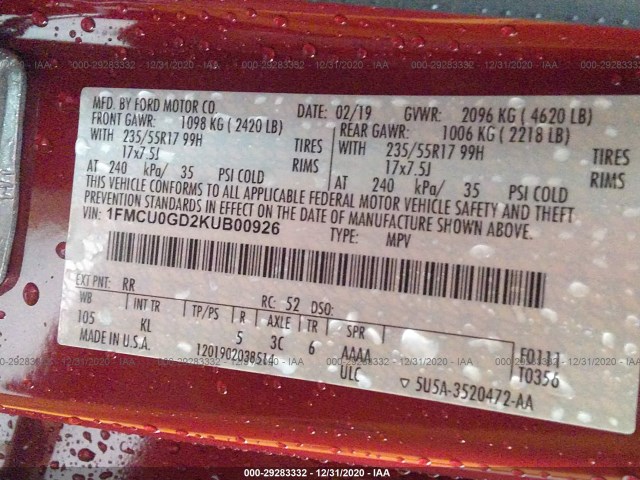 000-29283332 · 12/31/2020 - IAA
MFD. BY FORD MOTOR CO. DATE: 02/19 GVWR: 2096 KG ( 4620 LB)
FRONT GAWR: 1098 KG ( 2420 LB) REAR GAWR: 1006 KG ( 2218 LB)
WITH 235/55R17 99H TIRES WITH 235/55R17 99H TIRES
17x7.5J RIMS 17x7.5J RIMS
AT 240 kPa/ 35 PSI COLD AT 240 kPa/ 35 PSI COLD
THIS VEHICLE CONFORMS TO ALL APPLICABLE FEDERAL MOTOR VEHICLE SAFETY AND THEFT
PREVENTION STANDARDS IN EFFECT ON THE DATE OF MANUFACTURE SHOWN ABOVE.
VIN: 1FMCU0GD2KUB00926 TYPE: MPV
EXT PNT: RR RC: 52 DSO:
WB INT TR TP/PS R AXLE TR SPR
105 KL 5 3C 6 AAAA F0111
MADE IN U.S.A. 1201902038514 ULC T0356
5U5A-3520472-AA
000-29283332 · 12/31/2020 - IAA